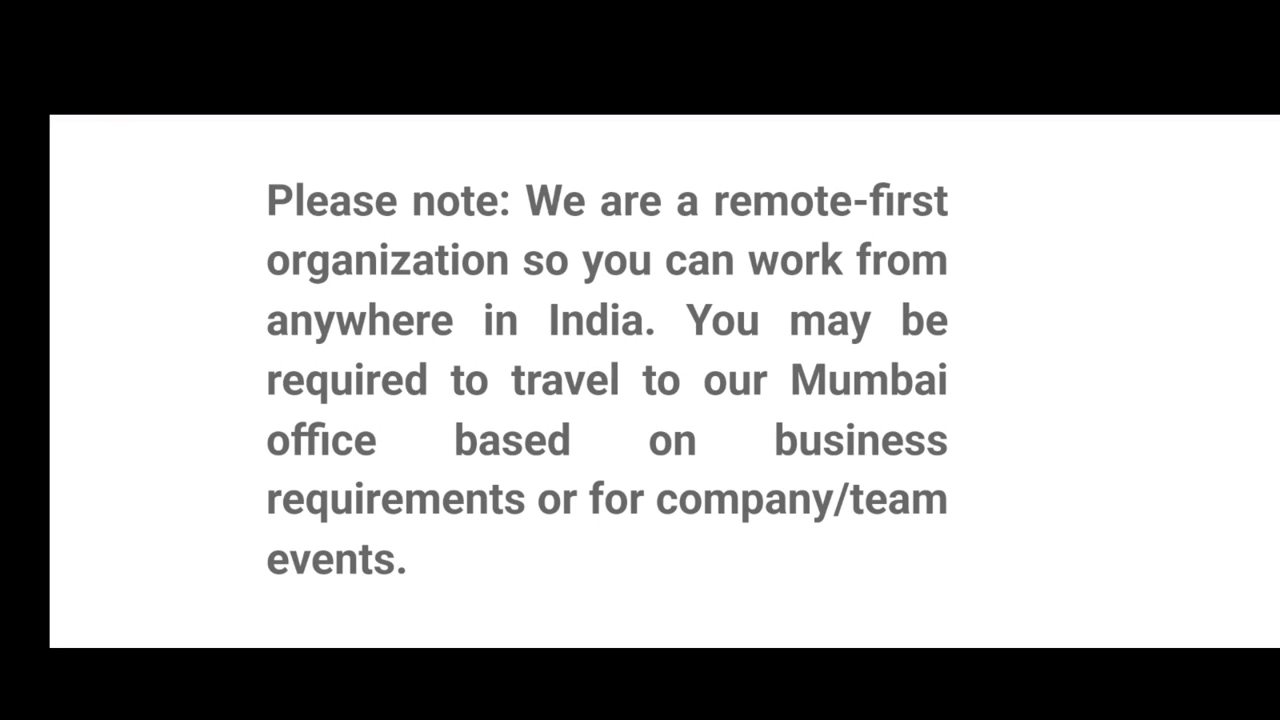 Please note: We are a remote-first
organization so you can work from
anywhere in India. You may be
required to travel to our Mumbai
office based on business
requirements or for company/team
events.